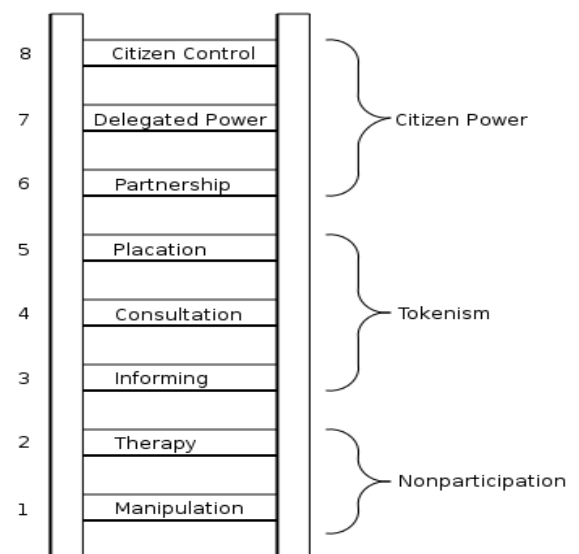 8 Citizen Control
7 Delegated Power Citizen Power
6 Partnership
5 Placation
4 Consultation Tokenism
3 Informing
2 Therapy
Nonparticipation
1 Manipulation